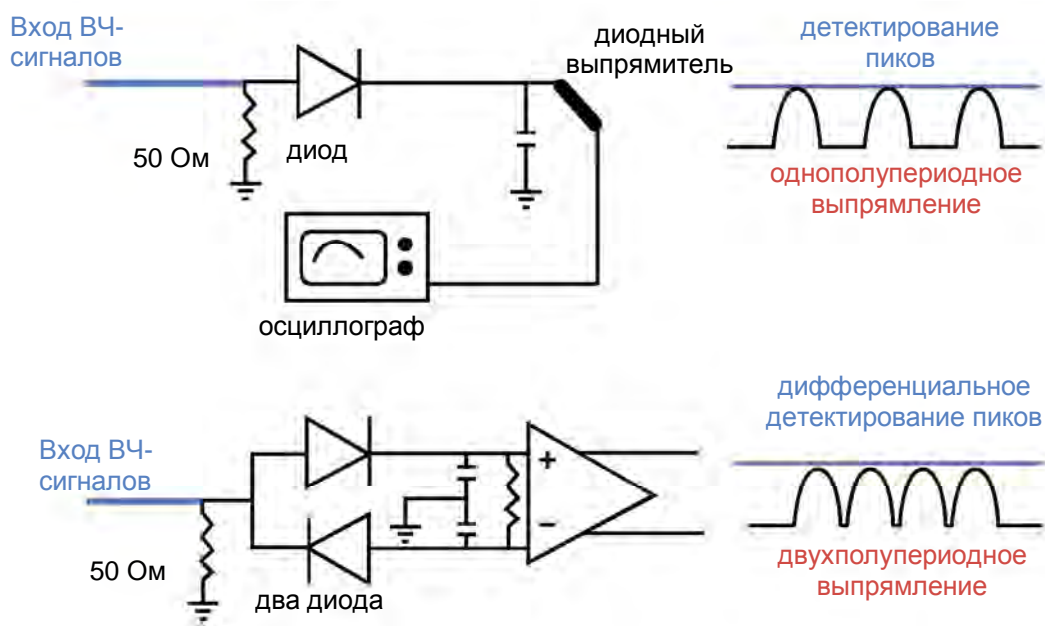 Вход ВЧ-
сигналов
50 Ом
диод
диодный
выпрямитель
осциллограф
детектирование
пиков
однополупериодное
выпрямление
Вход ВЧ-
сигналов
50 Ом
два диода
+
−
дифференциальное
детектирование пиков
двухполупериодное
выпрямление